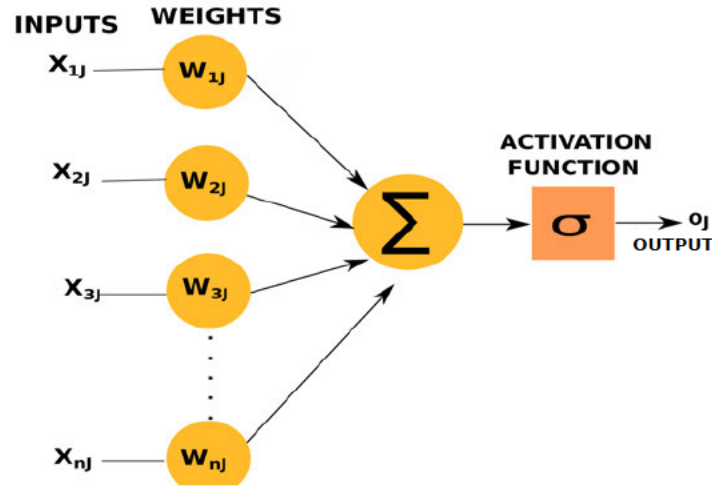 INPUTS WEIGHTS
X₁ⱼ W₁ⱼ
X₂ⱼ W₂ⱼ
X₃ⱼ W₃ⱼ
Xₙⱼ Wₙⱼ
Σ
ACTIVATION
FUNCTION
σ
oⱼ
OUTPUT